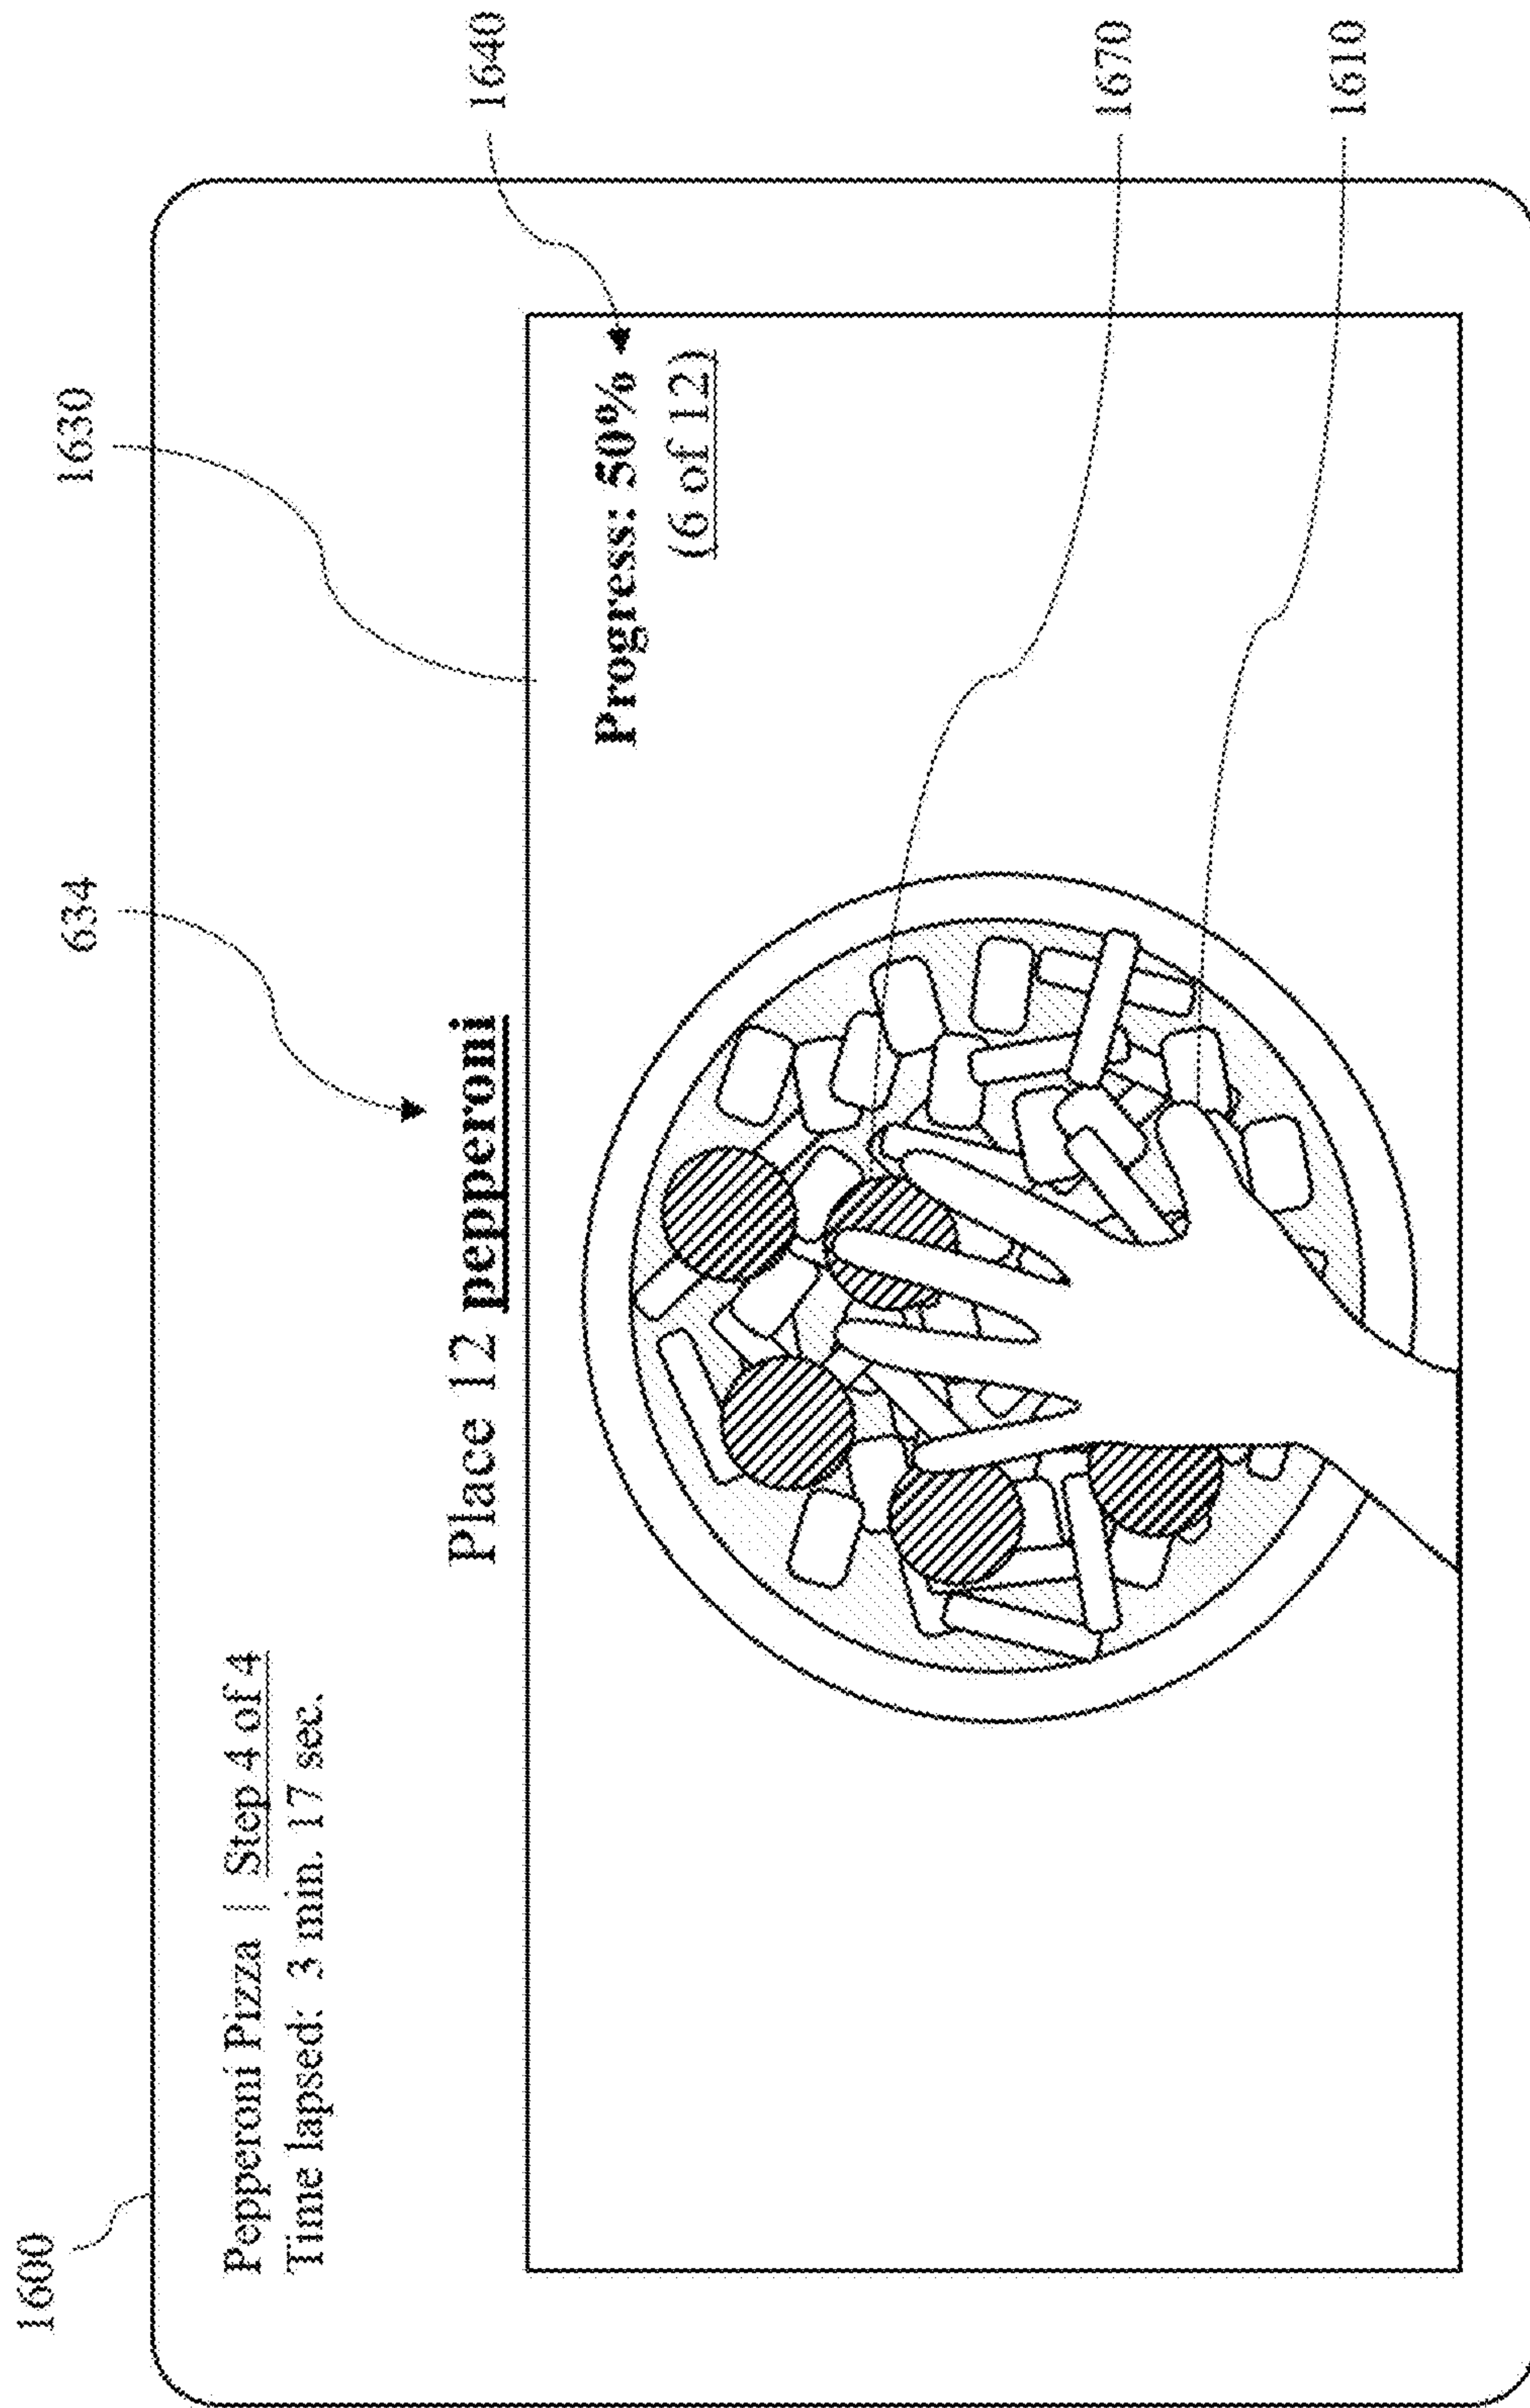 1600
634
1630
Pepperoni Pizza | Step 4 of 4
Time lapsed: 3 min. 17 sec.
Place 12 pepperoni
1640
Progress: 50%
(6 of 12)
1670
1610